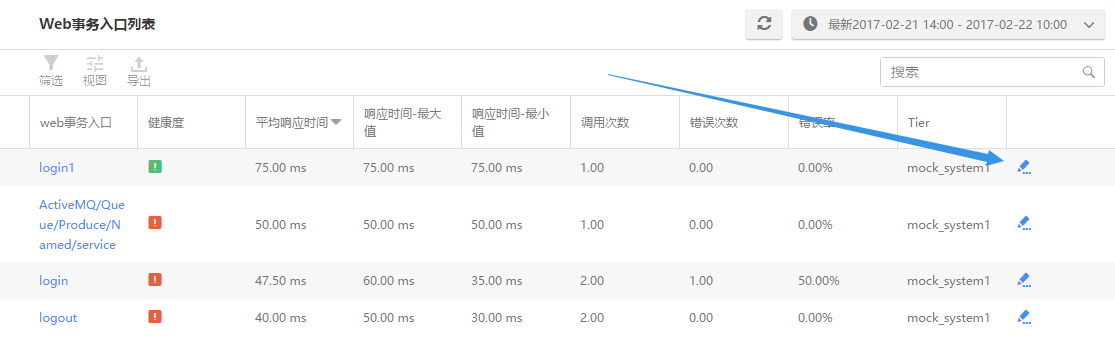 Web事务入口列表
最新2017-02-21 14:00 - 2017-02-22 10:00
筛选 视图 导出
搜索
web事务入口 健康度 平均响应时间 响应时间-最大值 响应时间-最小值 调用次数 错误次数 错误率 Tier
login1 75.00 ms 75.00 ms 75.00 ms 1.00 0.00 0.00% mock_system1
ActiveMQ/Que
ue/Produce/N
amed/service
50.00 ms 50.00 ms 50.00 ms 1.00 0.00 0.00% mock_system1
login 47.50 ms 60.00 ms 35.00 ms 2.00 1.00 50.00% mock_system1
logout 40.00 ms 50.00 ms 30.00 ms 2.00 0.00 0.00% mock_system1